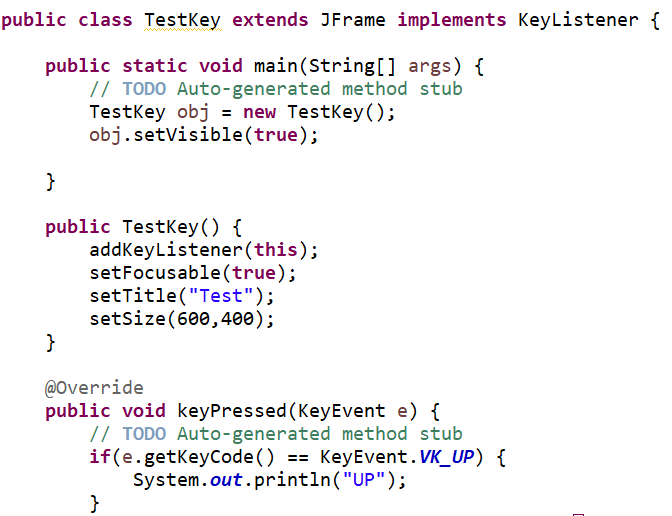 public class TestKey extends JFrame implements KeyListener {
public static void main(String[] args) {
// TODO Auto-generated method stub
TestKey obj = new TestKey();
obj.setVisible(true);
}
public TestKey() {
addKeyListener(this);
setFocusable(true);
setTitle("Test");
setSize(600,400);
}
@Override
public void keyPressed(KeyEvent e) {
// TODO Auto-generated method stub
if(e.getKeyCode() == KeyEvent.VK_UP) {
System.out.println("UP");
}